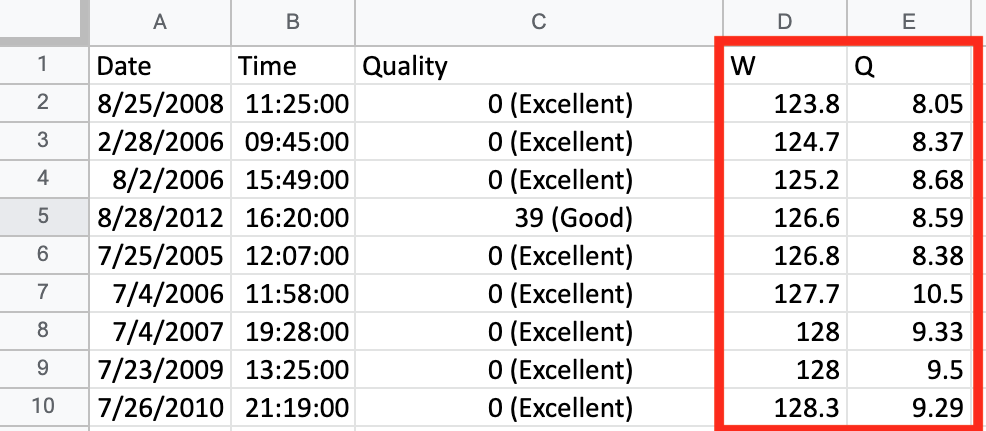 A B C D E
1 Date Time Quality W Q
2 8/25/2008 11:25:00 0 (Excellent) 123.8 8.05
3 2/28/2006 09:45:00 0 (Excellent) 124.7 8.37
4 8/2/2006 15:49:00 0 (Excellent) 125.2 8.68
5 8/28/2012 16:20:00 39 (Good) 126.6 8.59
6 7/25/2005 12:07:00 0 (Excellent) 126.8 8.38
7 7/4/2006 11:58:00 0 (Excellent) 127.7 10.5
8 7/4/2007 19:28:00 0 (Excellent) 128 9.33
9 7/23/2009 13:25:00 0 (Excellent) 128 9.5
10 7/26/2010 21:19:00 0 (Excellent) 128.3 9.29